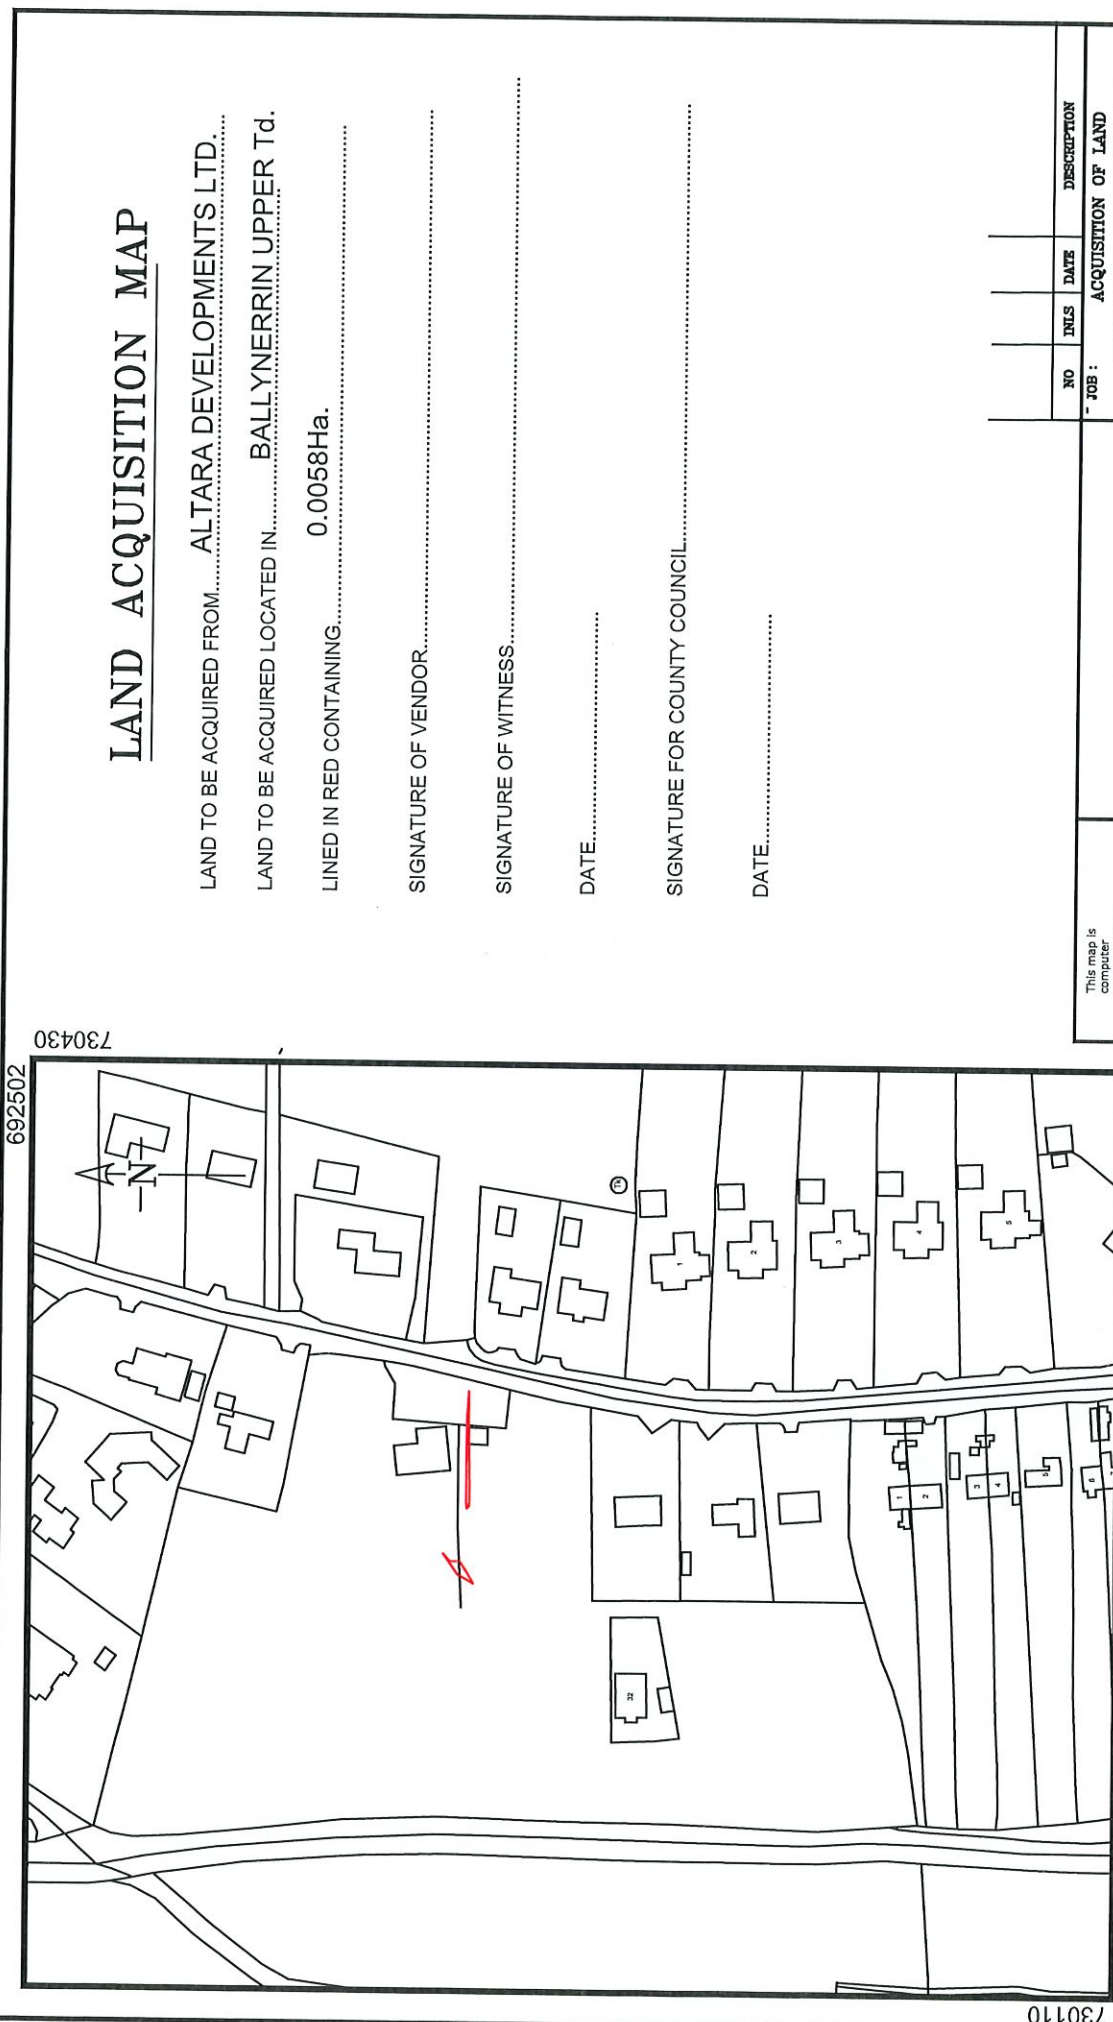 LAND ACQUISITION MAP
LAND TO BE ACQUIRED FROM.....ALTARA DEVELOPMENTS LTD.....
LAND TO BE ACQUIRED LOCATED IN.....BALLYNERRIN UPPER Td.
LINED IN RED CONTAINING.....0.0058Ha.....
SIGNATURE OF VENDOR.....
SIGNATURE OF WITNESS.....
DATE.....
SIGNATURE FOR COUNTY COUNCIL.....
DATE.....
NO INLS DATE DESCRIPTION
JOB : ACQUISITION OF LAND
This map is
computer
692502
730430
N
Tk
1
2
3
4
5
1
2
3
4
5
6
32
730110